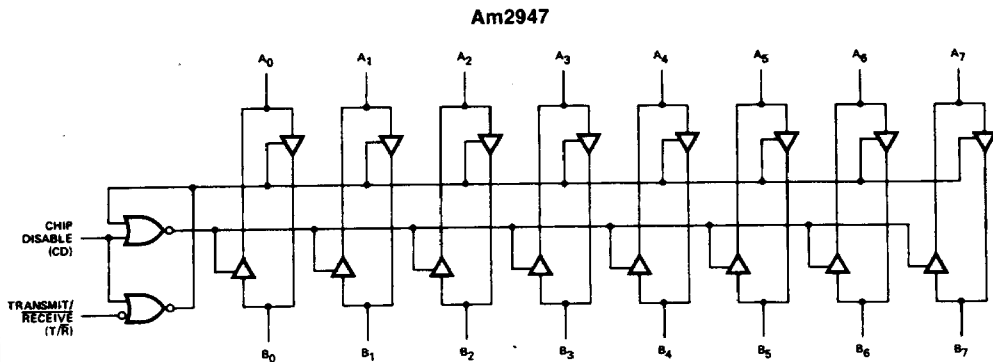 Am2947
A0 A1 A2 A3 A4 A5 A6 A7
CHIP
DISABLE
(CD)
TRANSMIT/
R̅E̅C̅E̅I̅V̅E̅
(T/R̅)
B0 B1 B2 B3 B4 B5 B6 B7